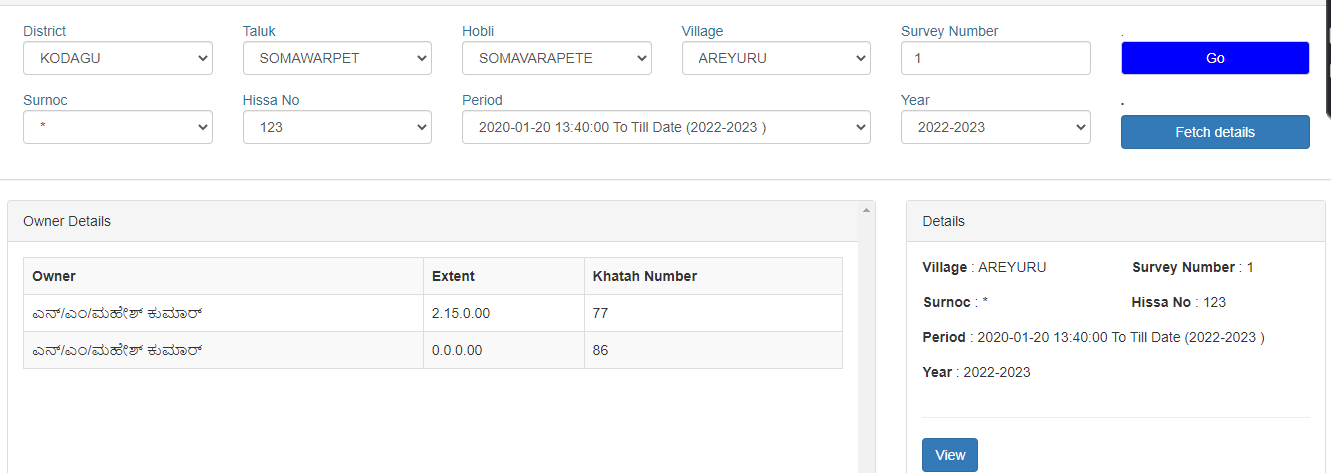 District Taluk Hobli Village Survey Number .
KODAGU SOMAWARPET SOMAVARAPETE AREYURU 1 Go
Surnoc Hissa No Period Year .
* 123 2020-01-20 13:40:00 To Till Date (2022-2023 ) 2022-2023 Fetch details
Owner Details
Owner Extent Khatah Number
ಎನ್/ಎಂ/ಮಹೇಶ್ ಕುಮಾರ್ 2.15.0.00 77
ಎನ್/ಎಂ/ಮಹೇಶ್ ಕುಮಾರ್ 0.0.0.00 86
Details
Village : AREYURU Survey Number : 1
Surnoc : * Hissa No : 123
Period : 2020-01-20 13:40:00 To Till Date (2022-2023 )
Year : 2022-2023
View